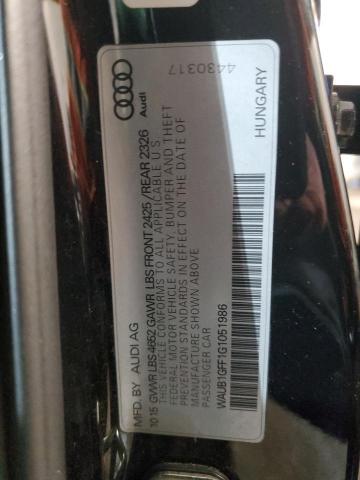 4430317
Audi
MFD. BY AUDI AG
10 15 GVWR LBS 4652 GAWR LBS FRONT 2425/REAR 2326
THIS VEHICLE CONFORMS TO ALL APPLICABLE U S
FEDERAL MOTOR VEHICLE SAFETY, BUMPER AND THEFT
PREVENTION STANDARDS IN EFFECT ON THE DATE OF
MANUFACTURE SHOWN ABOVE
PASSENGER CAR
WAUB1GFF1G1051986
HUNGARY